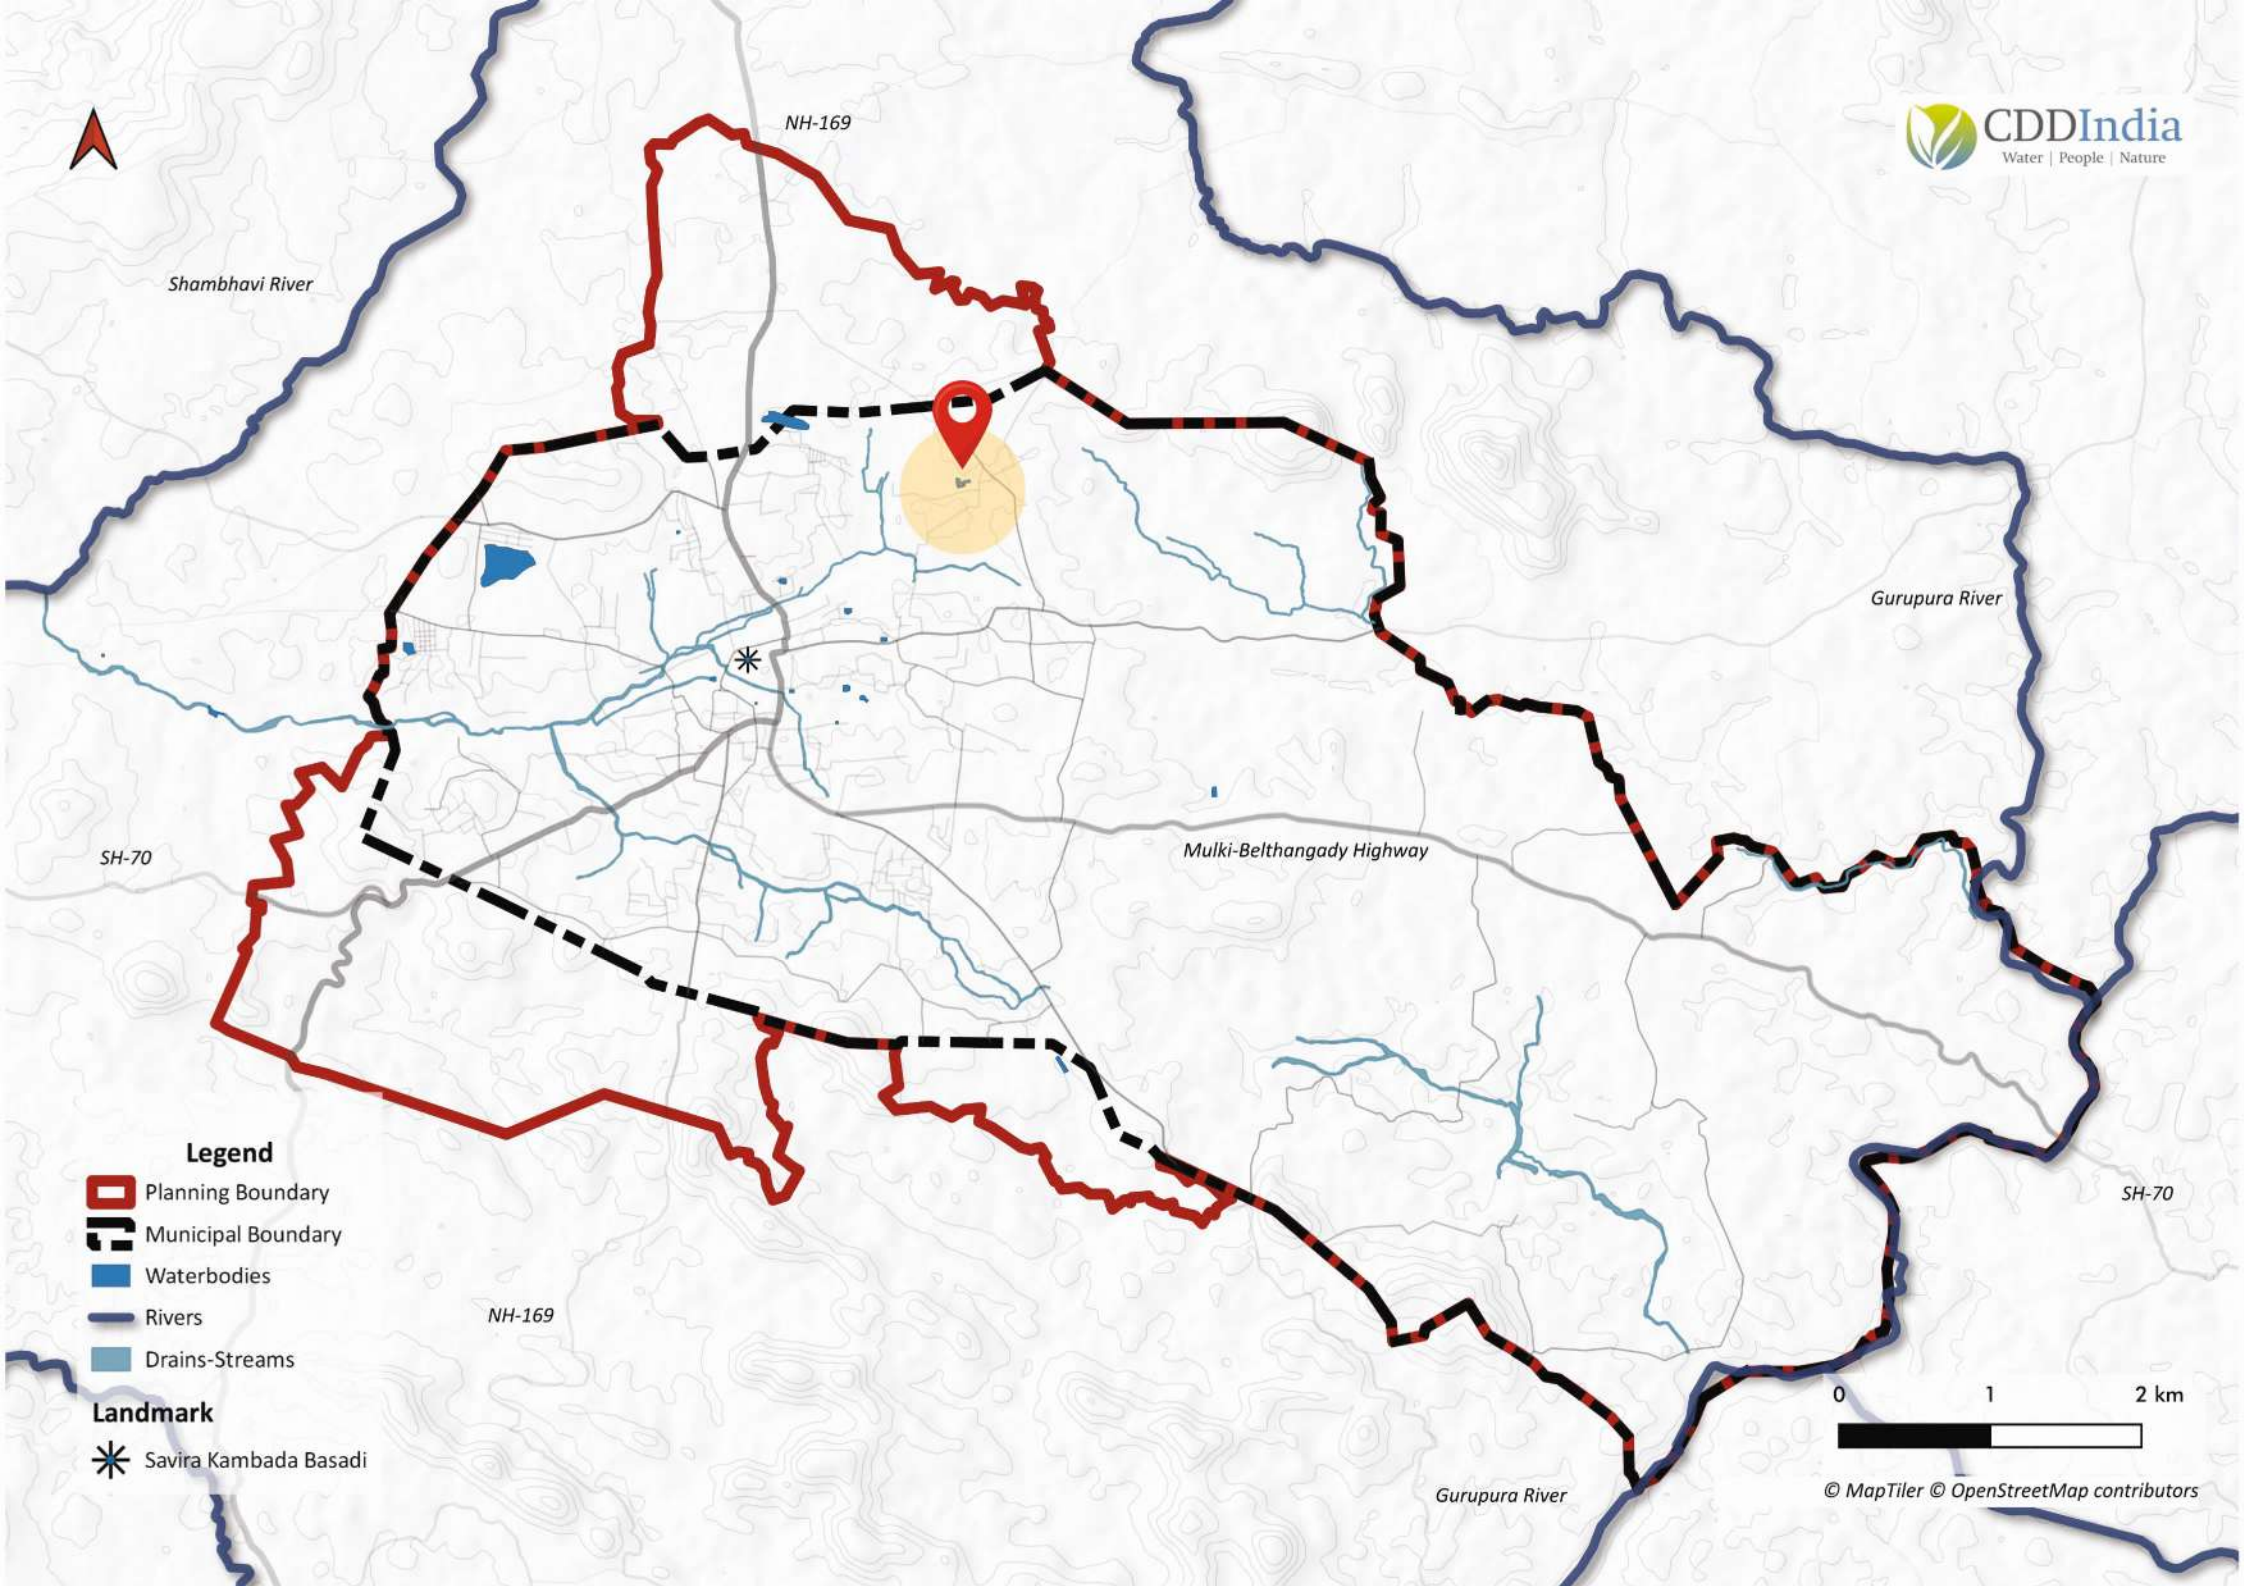 NH-169
CDDIndia
Water | People | Nature
Shambhavi River
Gurupura River
SH-70
Mulki-Belthangady Highway
SH-70
Legend
Planning Boundary
Municipal Boundary
Waterbodies
Rivers
Drains-Streams
NH-169
Landmark
Savira Kambada Basadi
0 1 2 km
Gurupura River
© MapTiler © OpenStreetMap contributors